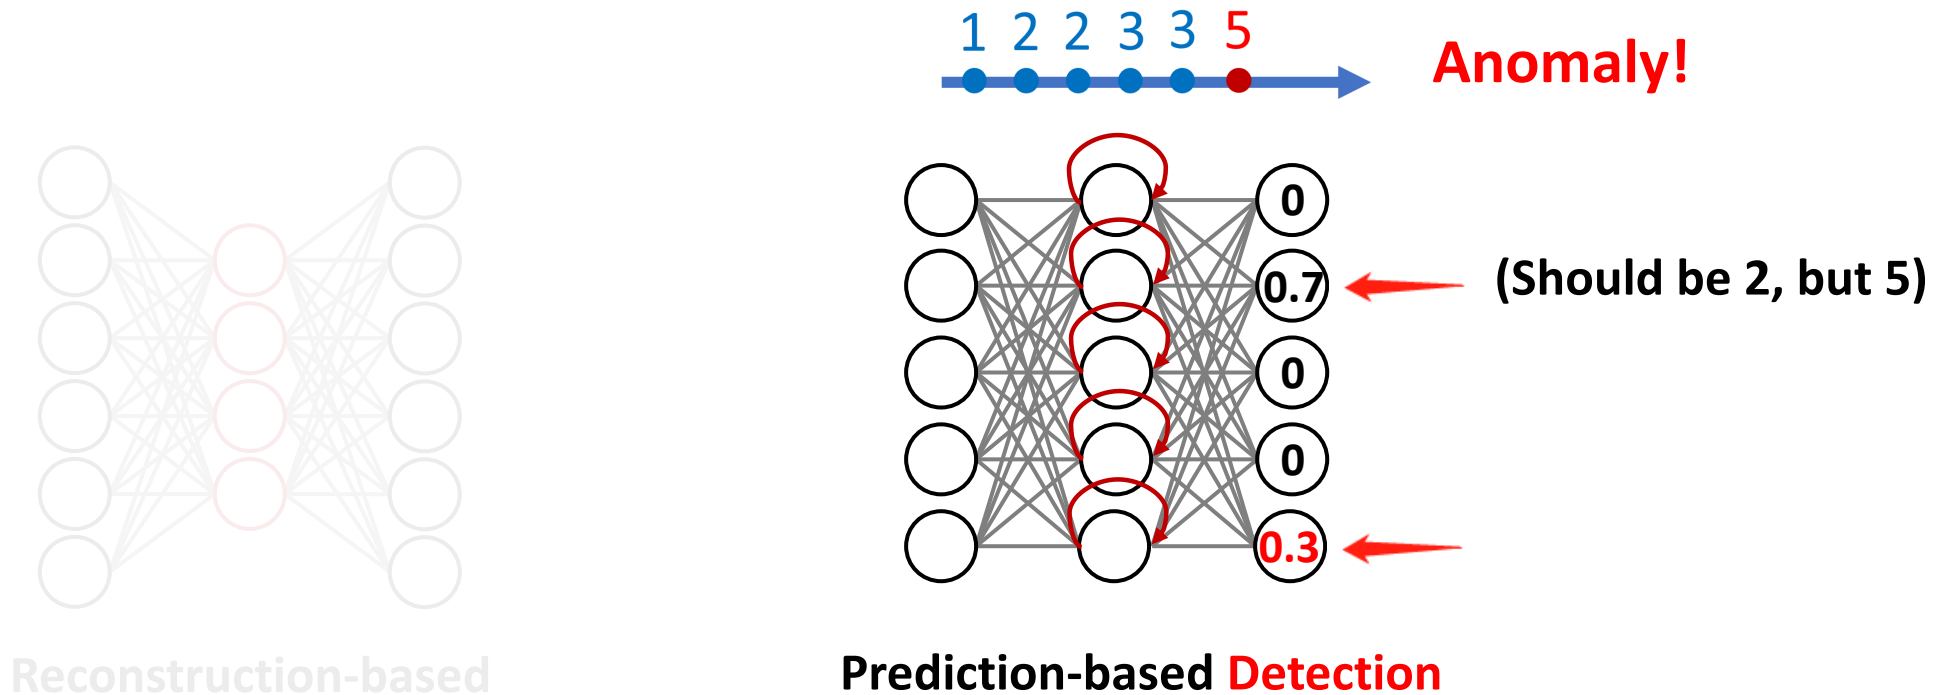 1 2 2 3 3 5
Anomaly!
0
0.7
(Should be 2, but 5)
0
0
0.3
Reconstruction-based
Prediction-based Detection